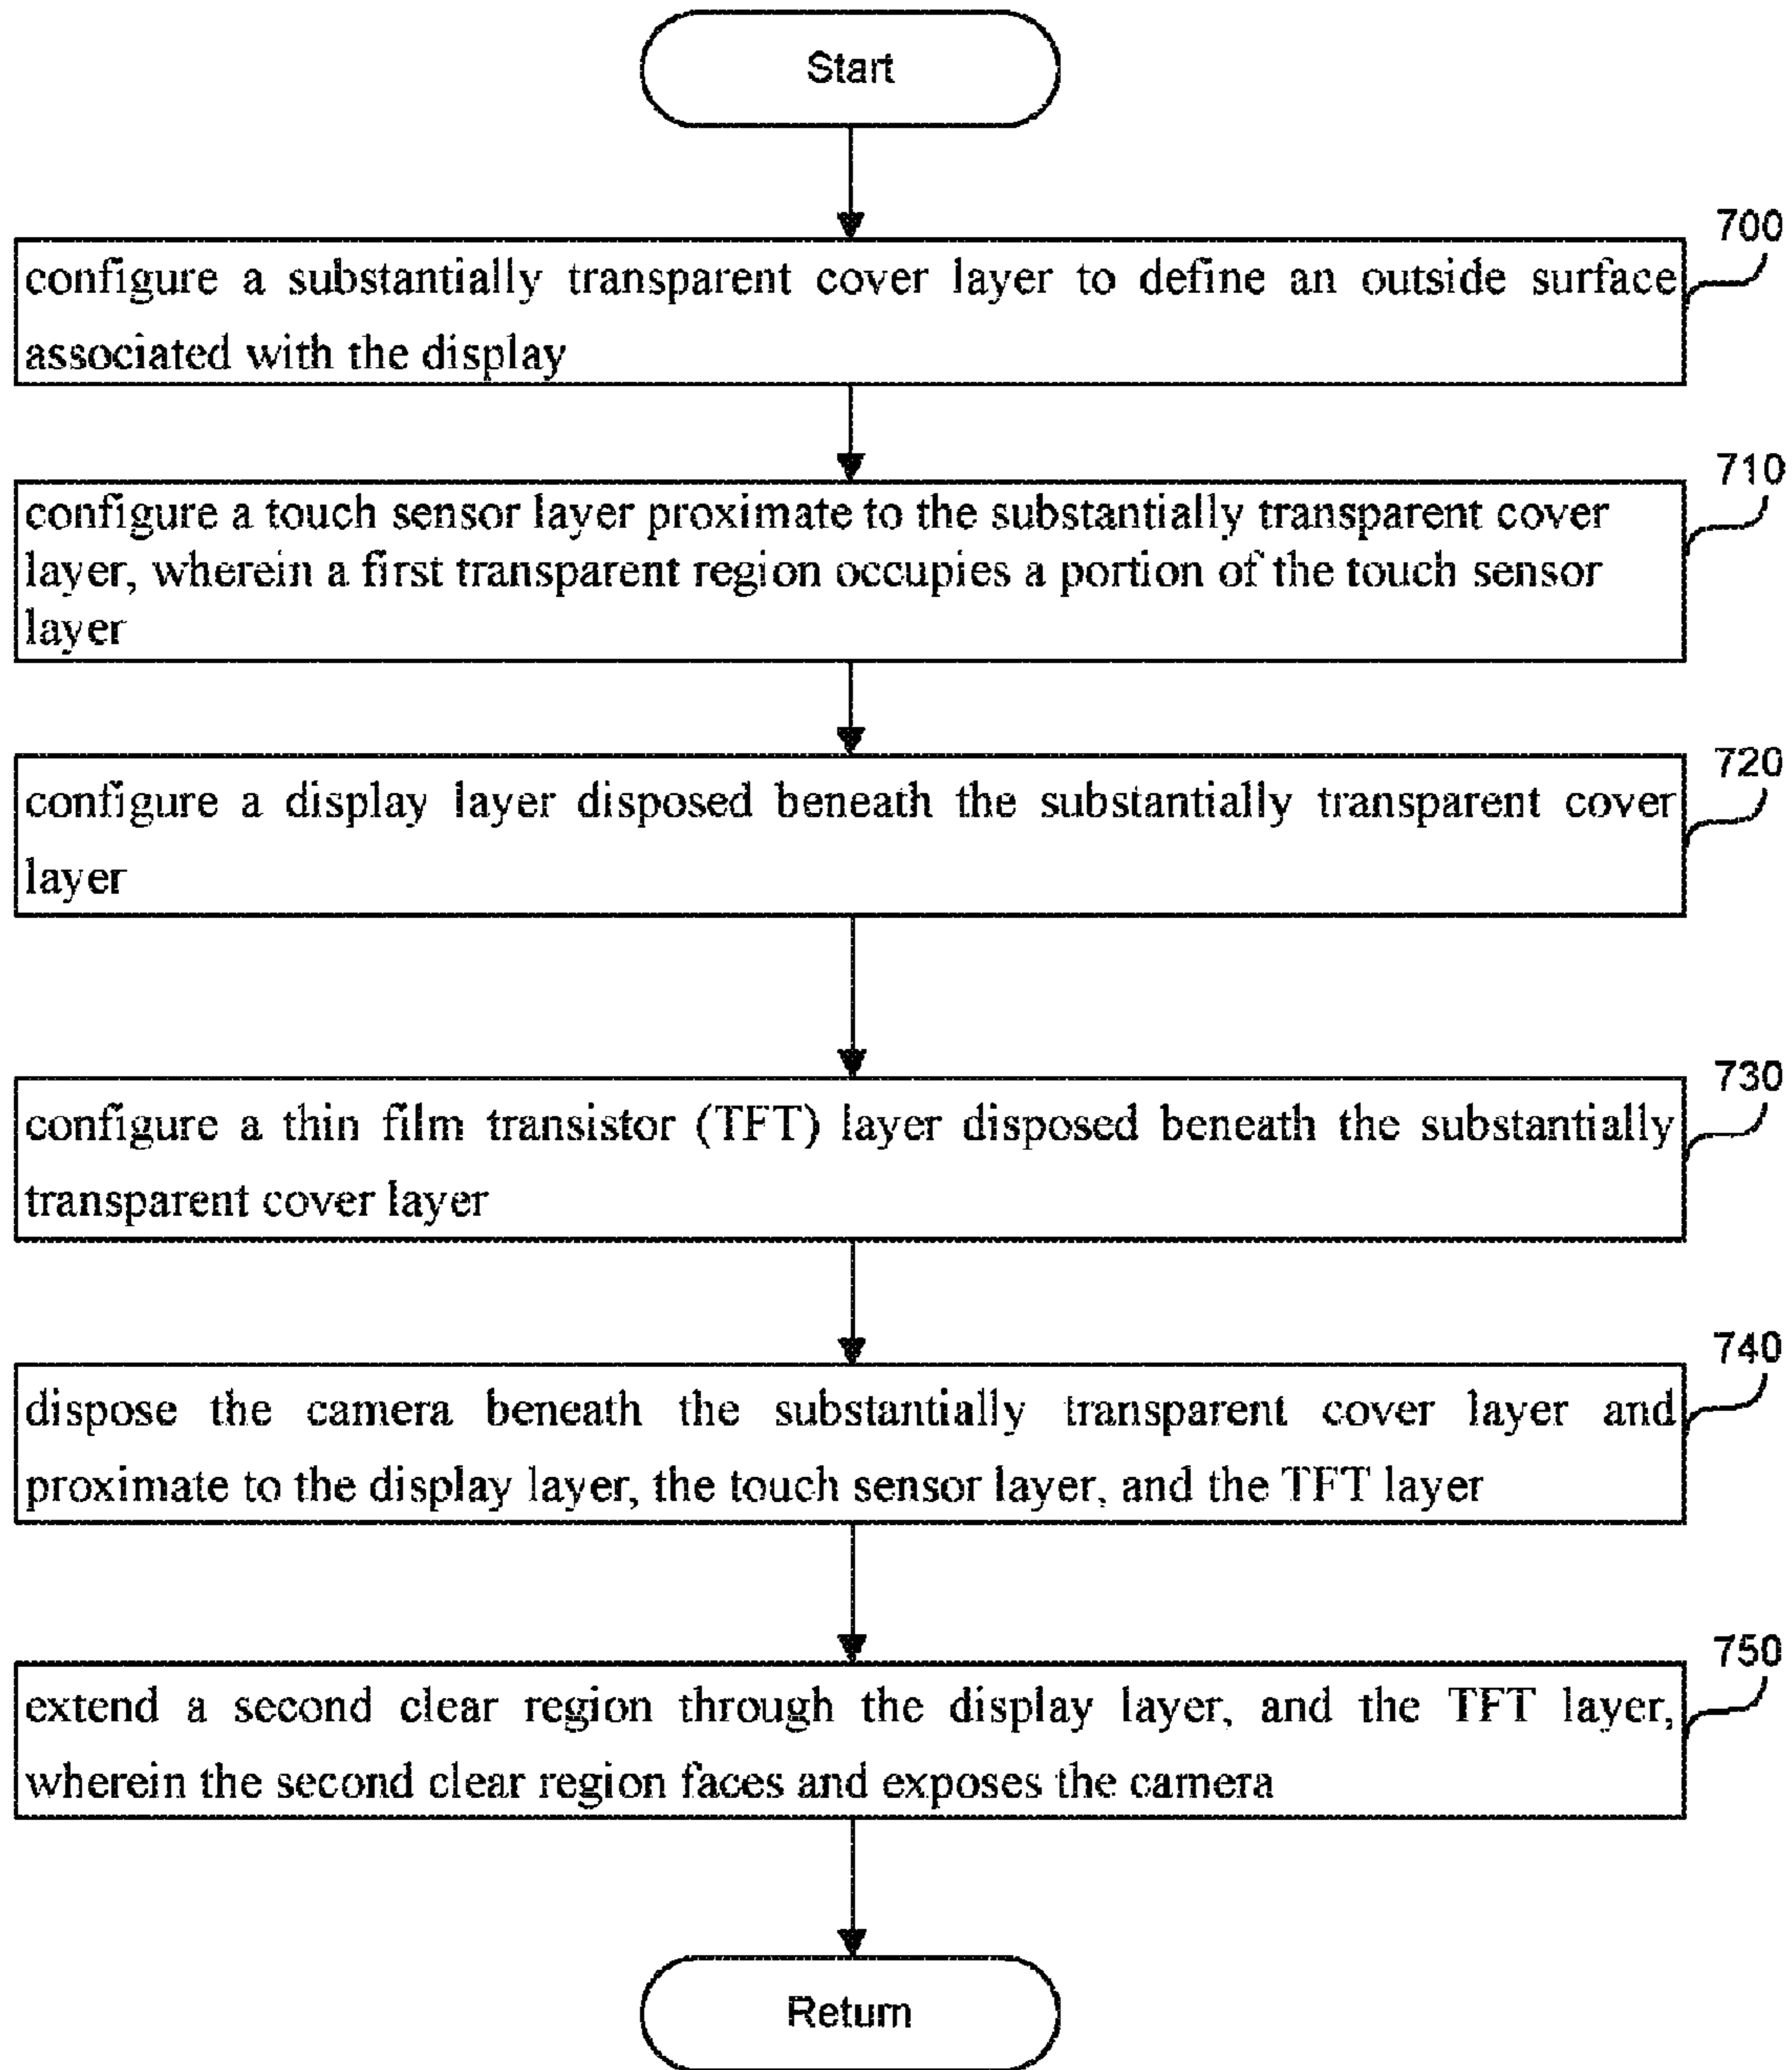 Start
700
configure a substantially transparent cover layer to define an outside surface
associated with the display
710
configure a touch sensor layer proximate to the substantially transparent cover
layer, wherein a first transparent region occupies a portion of the touch sensor
layer
720
configure a display layer disposed beneath the substantially transparent cover
layer
730
configure a thin film transistor (TFT) layer disposed beneath the substantially
transparent cover layer
740
dispose the camera beneath the substantially transparent cover layer and
proximate to the display layer, the touch sensor layer, and the TFT layer
750
extend a second clear region through the display layer, and the TFT layer,
wherein the second clear region faces and exposes the camera
Return